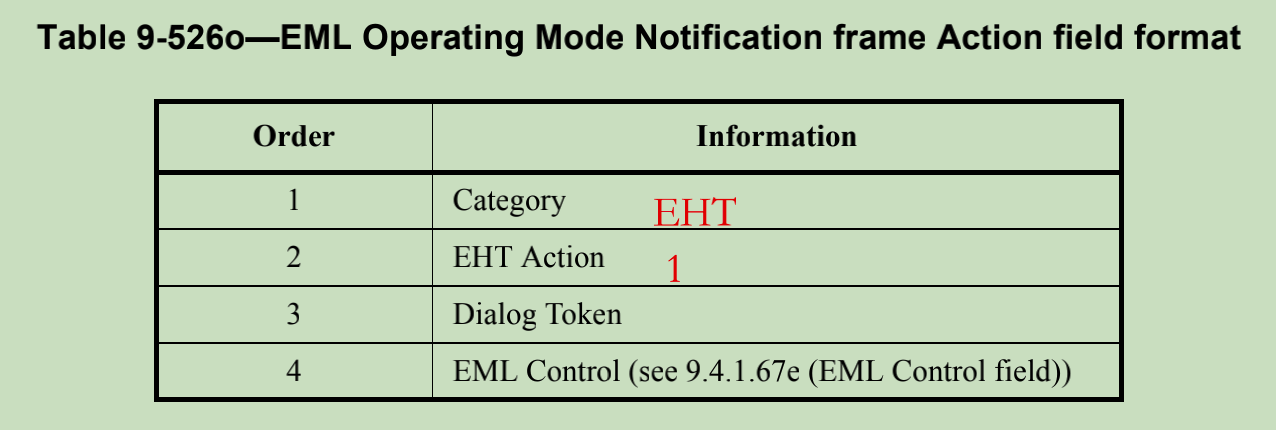 Table 9-526o—EML Operating Mode Notification frame Action field format
Order Information
1 Category EHT
2 EHT Action 1
3 Dialog Token
4 EML Control (see 9.4.1.67e (EML Control field))